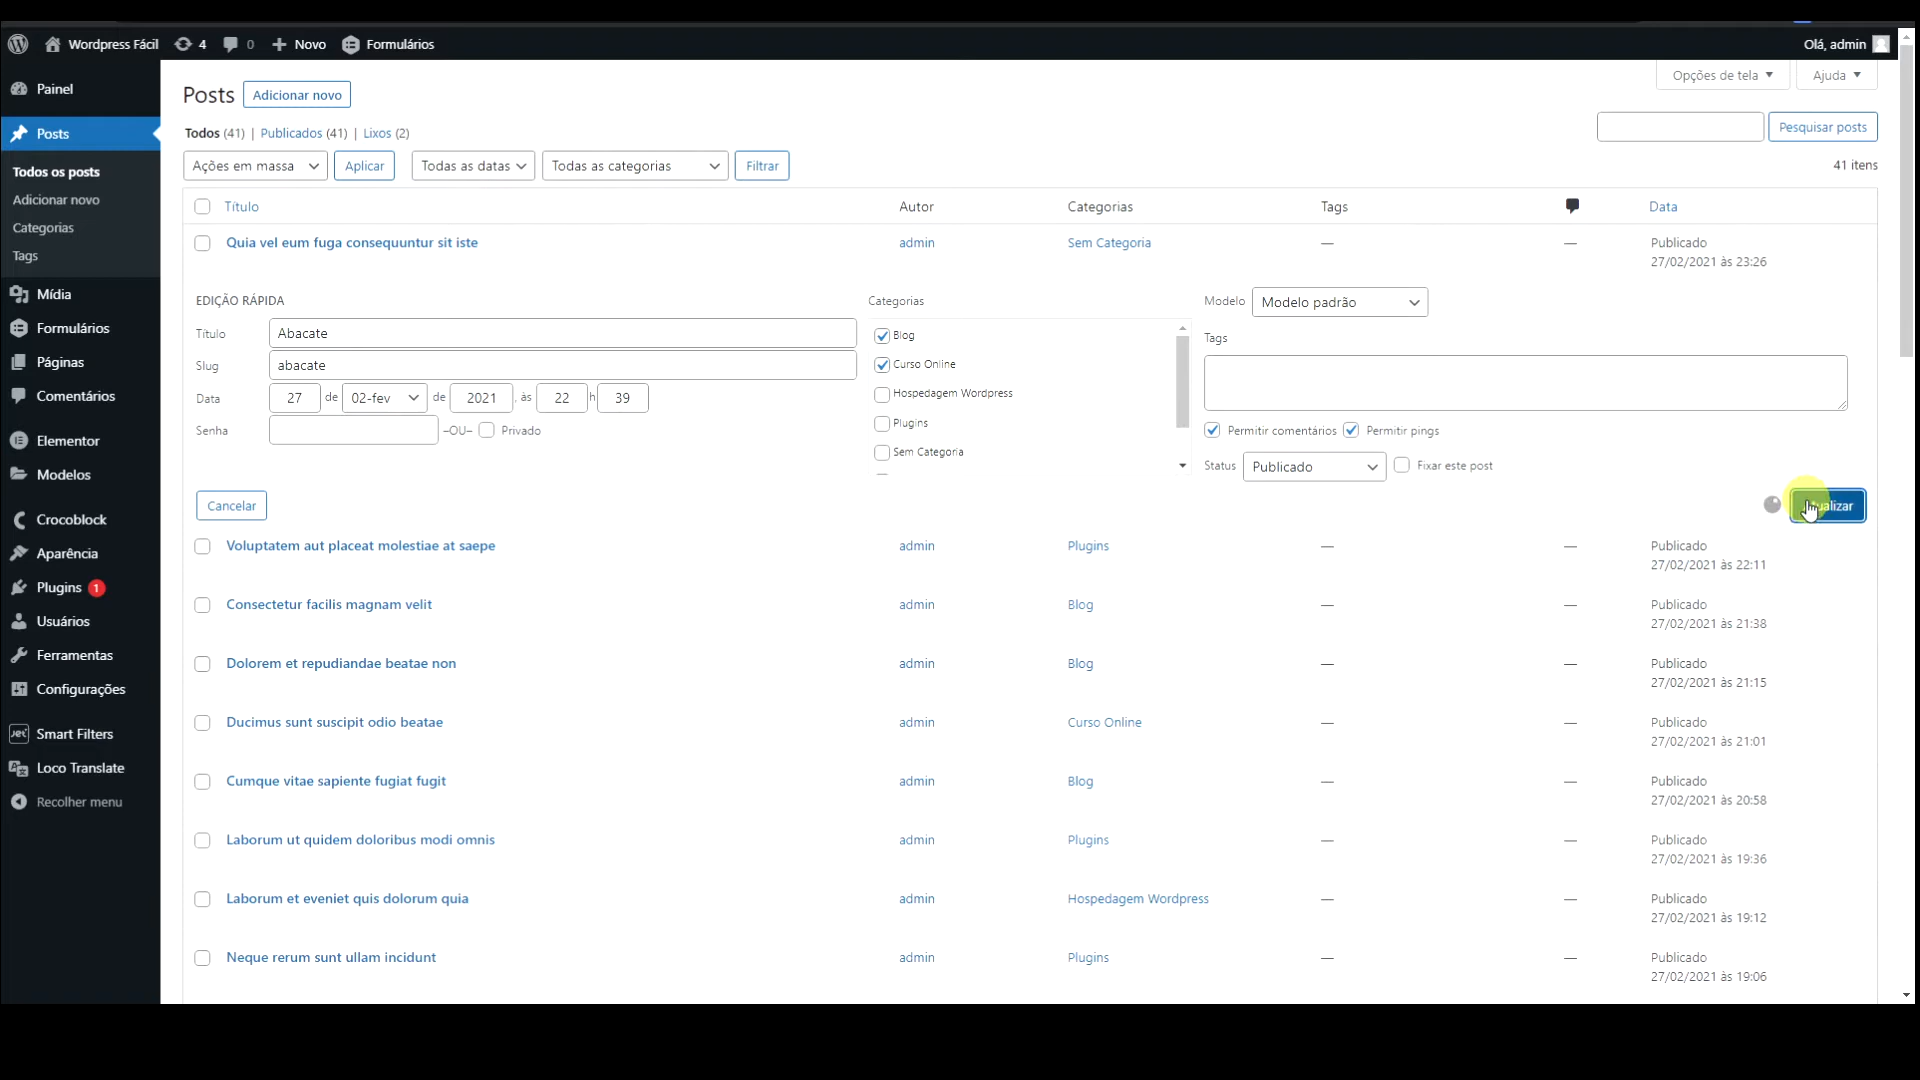 Wordpress Fácil 4 0 Novo Formulários Olá, admin
Painel
Posts
Todos os posts
Adicionar novo
Categorias
Tags
Mídia
Formulários
Páginas
Comentários
Elementor
Modelos
Crocoblock
Aparência
Plugins 1
Usuários
Ferramentas
Configurações
Jet Smart Filters
Loco Translate
Recolher menu
Opções de tela Ajuda
Posts Adicionar novo
Todos (41) | Publicados (41) | Lixos (2)
Pesquisar posts
Ações em massa Aplicar Todas as datas Todas as categorias Filtrar 41 itens
Título Autor Categorias Tags Data
Quia vel eum fuga consequuntur sit iste admin Sem Categoria — — Publicado
27/02/2021 às 23:26
EDIÇÃO RÁPIDA
Título Abacate
Slug abacate
Data 27 de 02-fev de 2021 , às 22 h 39
Senha –OU– Privado
Categorias
Blog
Curso Online
Hospedagem Wordpress
Plugins
Sem Categoria
Modelo Modelo padrão
Tags
Permitir comentários Permitir pings
Status Publicado Fixar este post
Cancelar
Voluptatem aut placeat molestiae at saepe admin Plugins — — Publicado
27/02/2021 às 22:11
Consectetur facilis magnam velit admin Blog — — Publicado
27/02/2021 às 21:38
Dolorem et repudiandae beatae non admin Blog — — Publicado
27/02/2021 às 21:15
Ducimus sunt suscipit odio beatae admin Curso Online — — Publicado
27/02/2021 às 21:01
Cumque vitae sapiente fugiat fugit admin Blog — — Publicado
27/02/2021 às 20:58
Laborum ut quidem doloribus modi omnis admin Plugins — — Publicado
27/02/2021 às 19:36
Laborum et eveniet quis dolorum quia admin Hospedagem Wordpress — — Publicado
27/02/2021 às 19:12
Neque rerum sunt ullam incidunt admin Plugins — — Publicado
27/02/2021 às 19:06